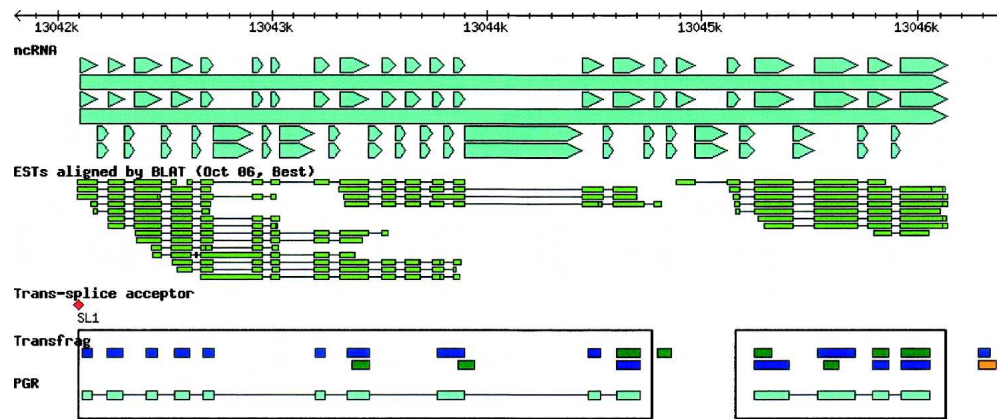 13042k 13043k 13044k 13045k 13046k
ncRNA
ESTs aligned by BLAT (Oct 06, Best)
Trans-splice acceptor
SL1
Transfrag
PGR